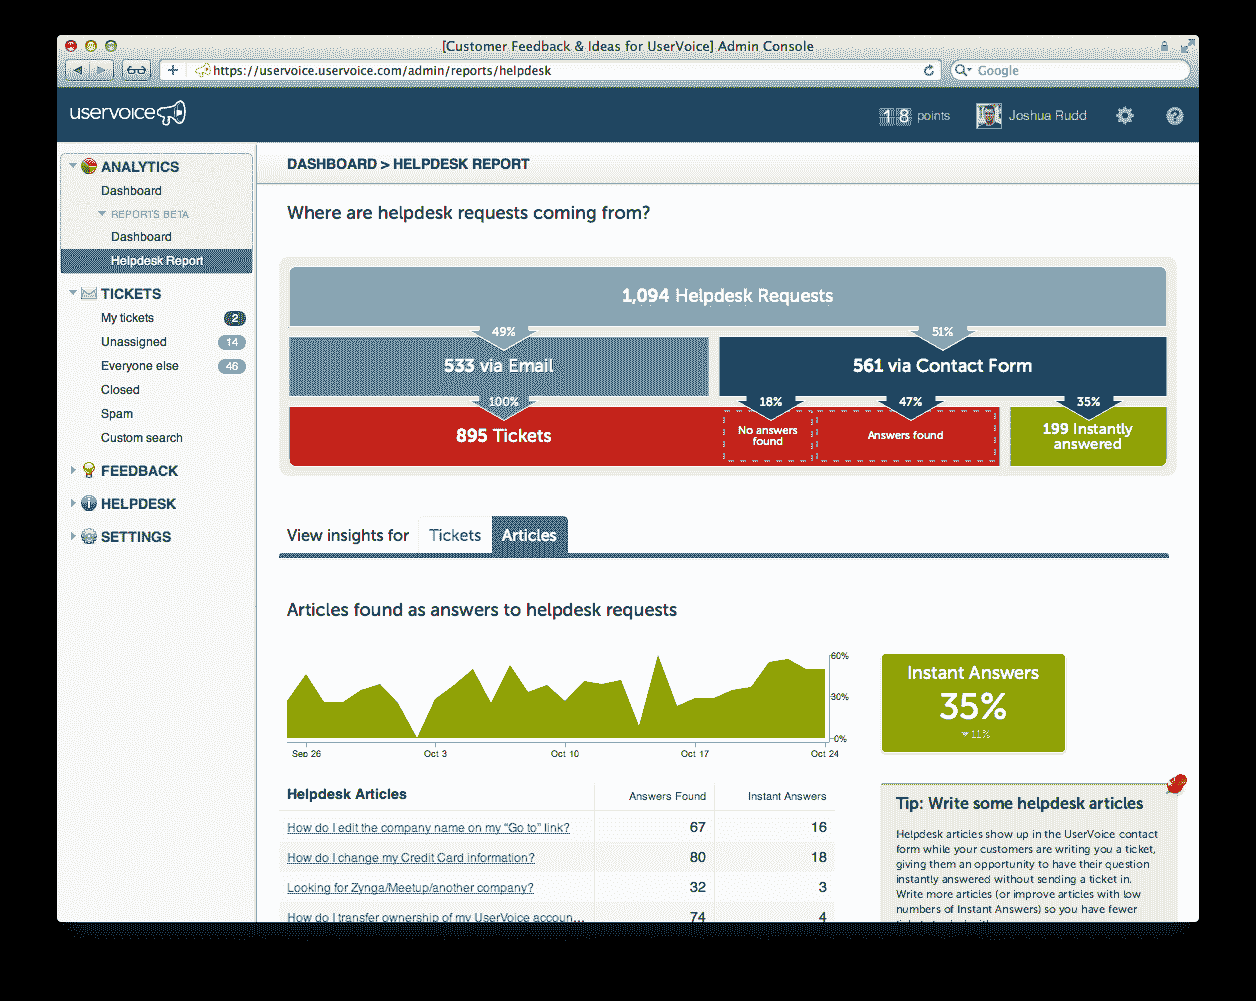 [Customer Feedback & Ideas for UserVoice] Admin Console
https://uservoice.uservoice.com/admin/reports/helpdesk
Google
uservoice
18 points
Joshua Rudd
ANALYTICS
Dashboard
REPORTS BETA
Dashboard
Helpdesk Report
TICKETS
My tickets 2
Unassigned 14
Everyone else 46
Closed
Spam
Custom search
FEEDBACK
HELPDESK
SETTINGS
DASHBOARD > HELPDESK REPORT
Where are helpdesk requests coming from?
1,094 Helpdesk Requests
49% 51%
533 via Email 561 via Contact Form
100% 18% 47% 35%
895 Tickets
No answers
found
Answers found
199 Instantly
answered
View insights for Tickets Articles
Articles found as answers to helpdesk requests
60%
30%
0%
Sep 26 Oct 3 Oct 10 Oct 17 Oct 24
Instant Answers
35%
11%
Helpdesk Articles Answers Found Instant Answers
How do I edit the company name on my “Go to” link? 67 16
How do I change my Credit Card information? 80 18
Looking for Zynga/Meetup/another company? 32 3
How do I transfer ownership of my UserVoice accoun... 74 4
Tip: Write some helpdesk articles
Helpdesk articles show up in the UserVoice contact
form while your customers are writing you a ticket,
giving them an opportunity to have their question
instantly answered without sending a ticket in.
Write more articles (or improve articles with low
numbers of Instant Answers) so you have fewer